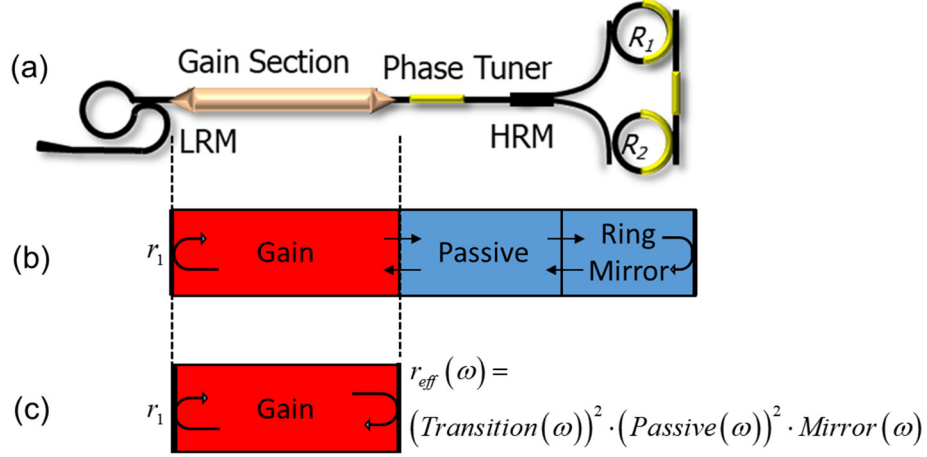 (a)
Gain Section
Phase Tuner
LRM
HRM
R₁
R₂
(b)
r₁
Gain
Passive
Ring
Mirror
(c)
r₁
Gain
r_eff(ω) =
(Transition(ω))² · (Passive(ω))² · Mirror(ω)